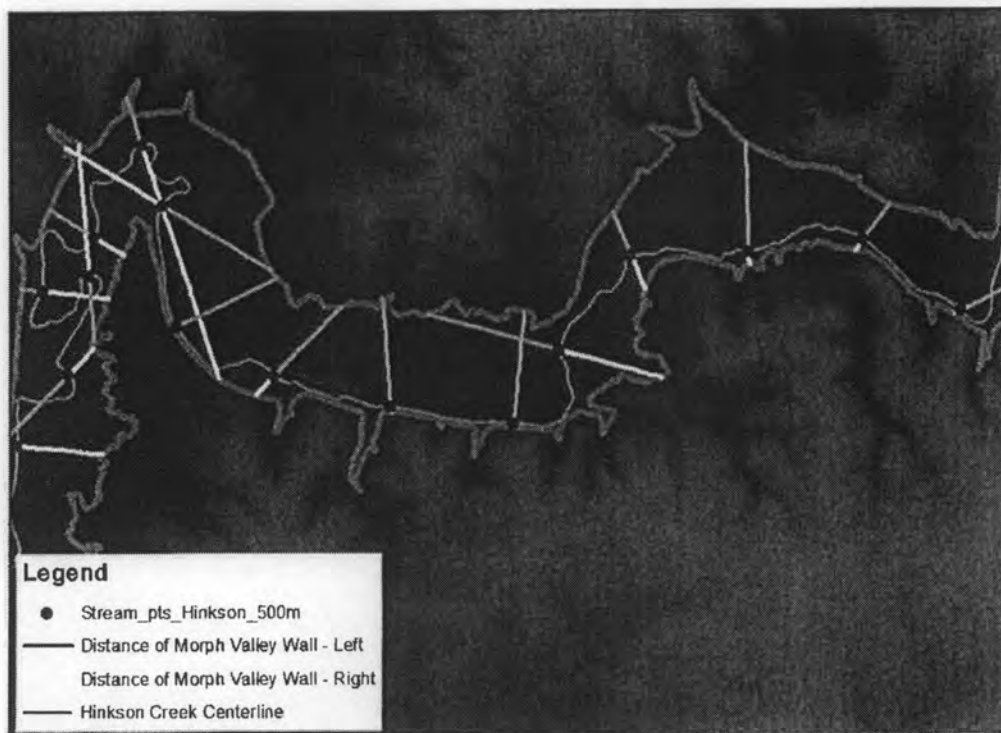 Legend
Stream_pts_Hinkson_500m
Distance of Morph Valley Wall - Left
Distance of Morph Valley Wall - Right
Hinkson Creek Centerline